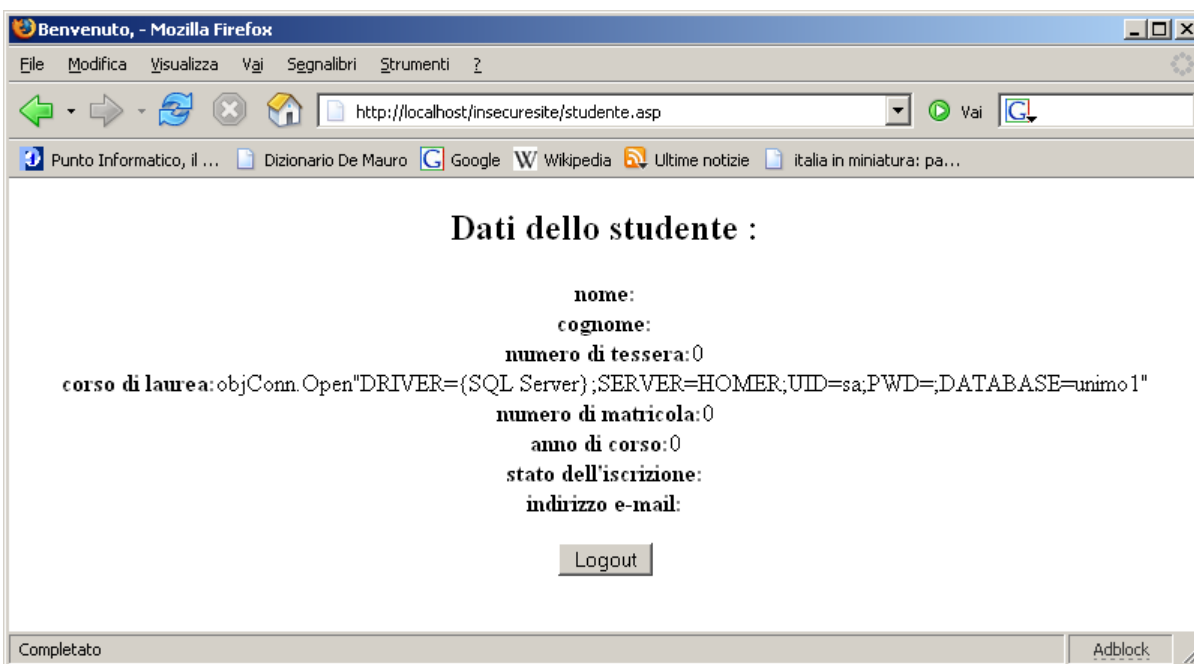 Benvenuto, - Mozilla Firefox
File Modifica Visualizza Vai Segnalibri Strumenti ?
http://localhost/insecuresite/studente.asp Vai G
Punto Informatico, il ... Dizionario De Mauro G Google W Wikipedia Ultime notizie italia in miniatura: pa...
Dati dello studente :
nome:
cognome:
numero di tessera:0
corso di laurea:objConn.Open"DRIVER={SQL Server};SERVER=HOMER;UID=sa;PWD=;DATABASE=unimo1"
numero di matricola:0
anno di corso:0
stato dell'iscrizione:
indirizzo e-mail:
Logout
Completato Adblock